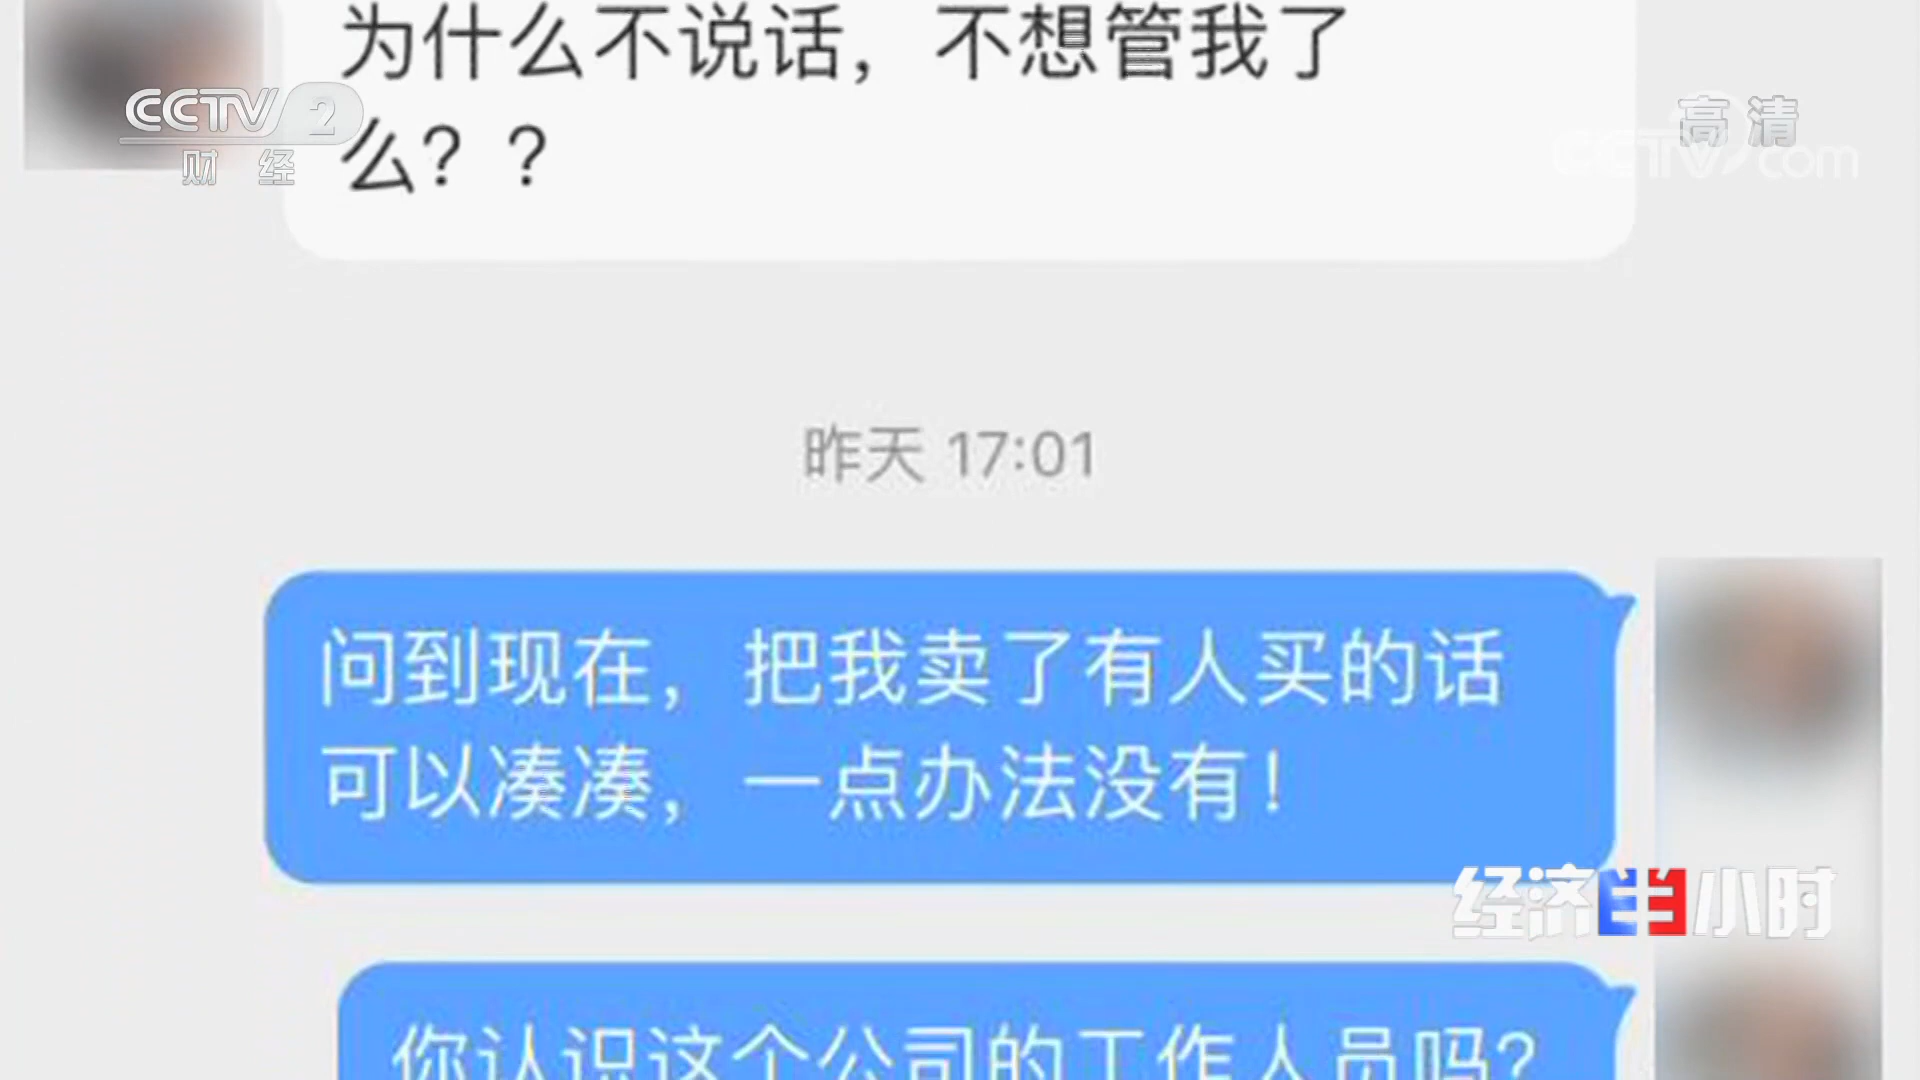 为什么不说话，不想管我了
么？？
CCTV 2
财经
高清
CCTV.com
昨天 17:01
问到现在，把我卖了有人买的话
可以凑凑，一点办法没有！
经济半小时
你认识这个公司的工作人员吗？